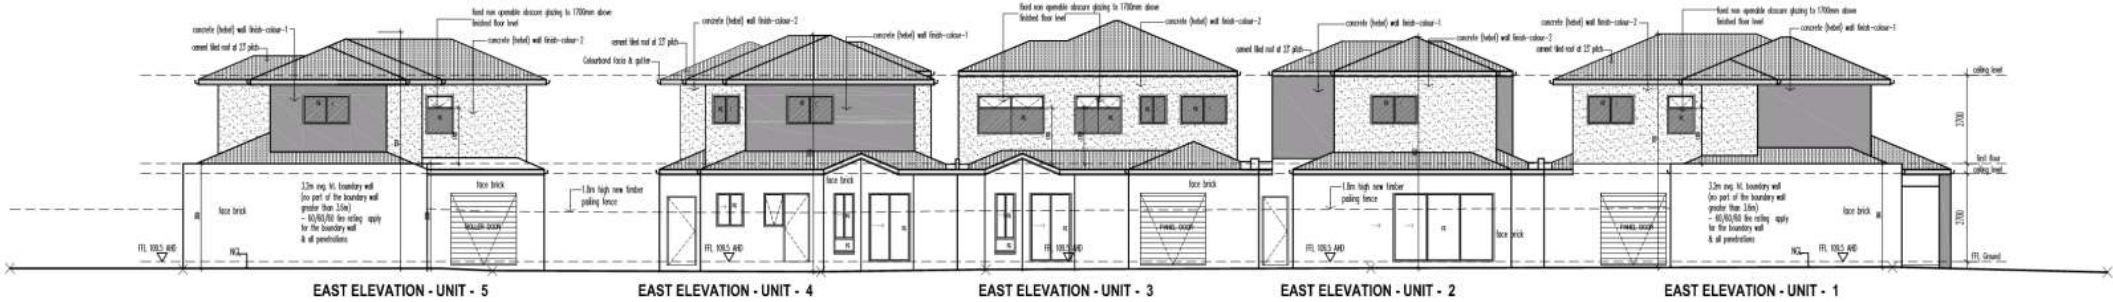 concrete (hebel) wall finish-colour-1
cement tiled roof at 23° pitch
fixed non openable obscure glazing to 1700mm above
finished floor level
concrete (hebel) wall finish-colour-2
concrete (hebel) wall finish-colour-2
cement tiled roof at 23° pitch
Colourbond facia & gutter
concrete (hebel) wall finish-colour-1
fixed non openable obscure glazing to 1700mm above
finished floor level
concrete (hebel) wall finish-colour-2
concrete (hebel) wall finish-colour-1
cement tiled roof at 23° pitch
concrete (hebel) wall finish-colour-2
concrete (hebel) wall finish-colour-2
cement tiled roof at 23° pitch
fixed non openable obscure glazing to 1700mm above
finished floor level
concrete (hebel) wall finish-colour-1
ceiling level
2700
first floor
ceiling level
2700
FFL Ground
face brick
3.2m avg. ht. boundary wall
(no part of the boundary wall
greater than 3.6m)
- 60/60/60 fire rating apply
for the boundary wall
& all penetrations
face brick
ROLLER DOOR
FFL 109.5 AHD
NGL
1.8m high new timber
paling fence
face brick
FFL 109.5 AHD
face brick
PANEL DOOR
FFL 109.5 AHD
1.8m high new timber
paling fence
FFL 109.5 AHD
face brick
face brick
PANEL DOOR
3.2m avg. ht. boundary wall
(no part of the boundary wall
greater than 3.6m)
- 60/60/60 fire rating apply
for the boundary wall
& all penetrations
face brick
NGL
FFL 109.5 AHD
EAST ELEVATION - UNIT - 5
EAST ELEVATION - UNIT - 4
EAST ELEVATION - UNIT - 3
EAST ELEVATION - UNIT - 2
EAST ELEVATION - UNIT - 1